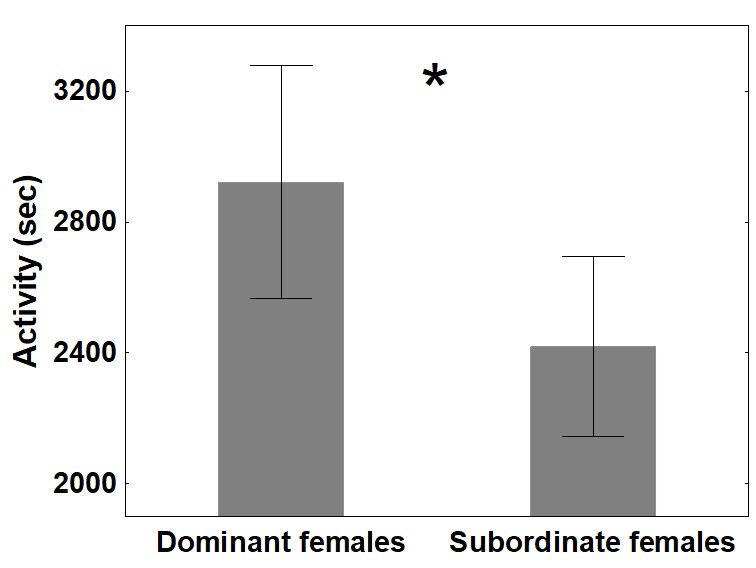 *
3200
2800
2400
2000
Activity (sec)
Dominant females
Subordinate females